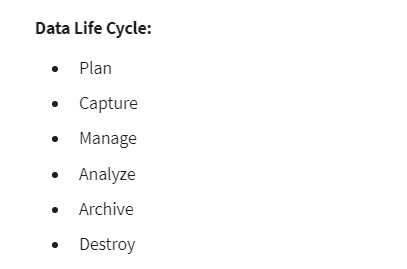 Data Life Cycle:
• Plan
• Capture
• Manage
• Analyze
• Archive
• Destroy